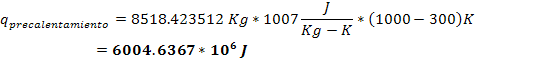 q_precalentamiento = 8518.423512 Kg * 1007 J/(Kg − K) * (1000 − 300)K
= 6004.6367 * 10^6 J